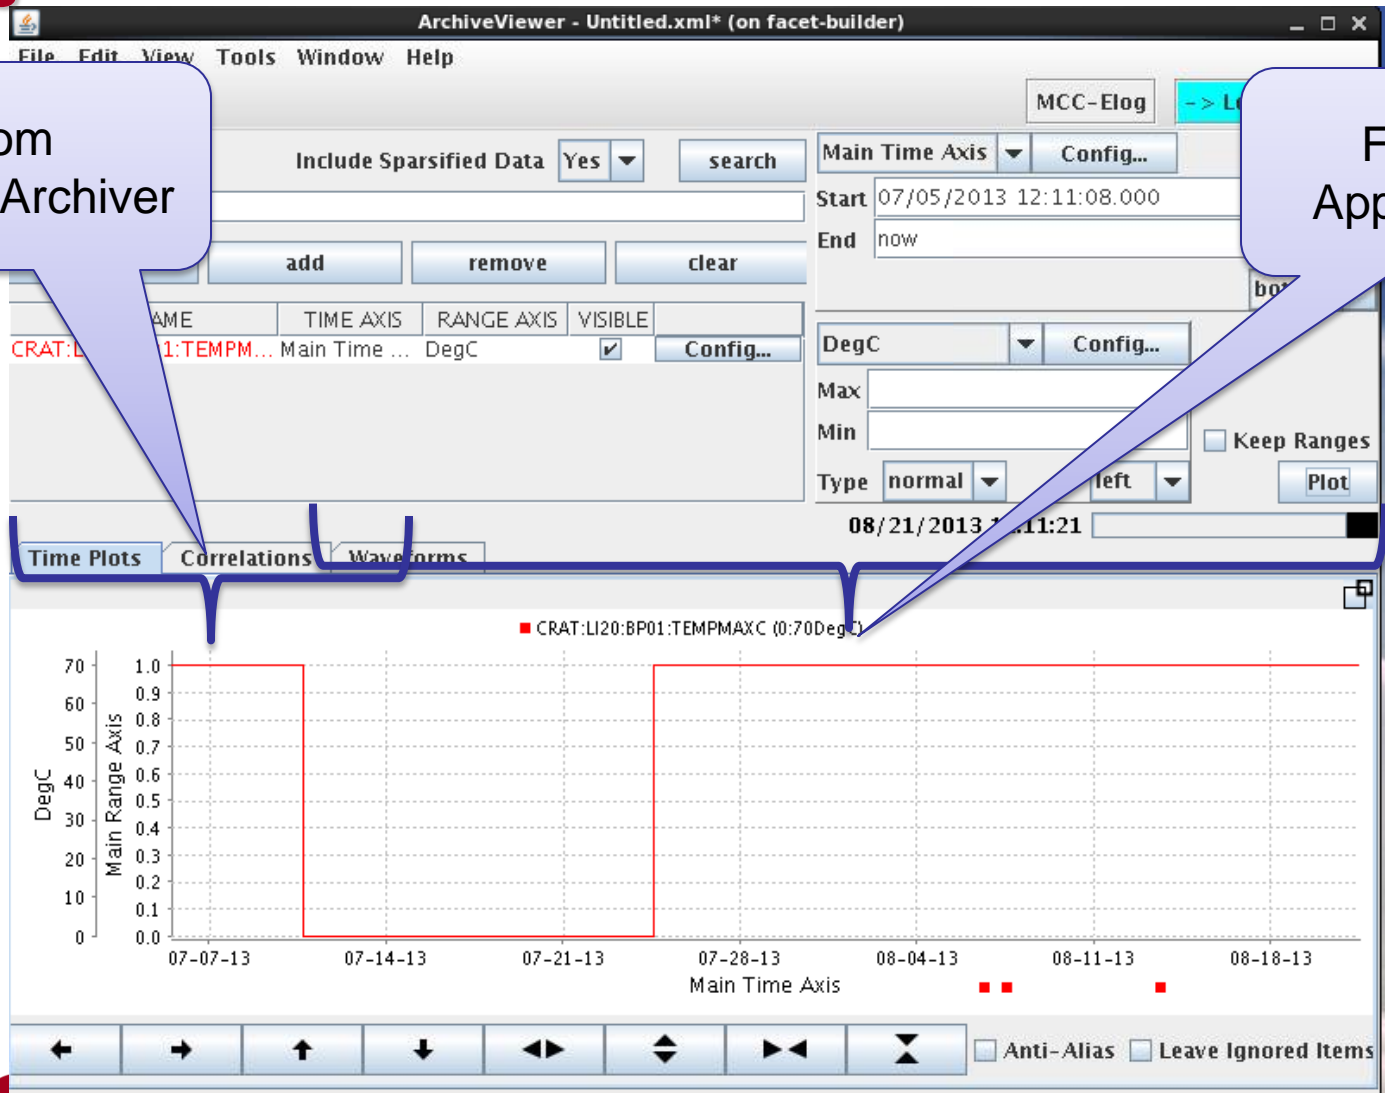 ArchiveViewer - Untitled.xml* (on facet-builder)
File Edit View Tools Window Help
MCC-Elog
->
Archiver
Include Sparsified Data Yes search
add remove clear
TIME AXIS RANGE AXIS VISIBLE
1:TEMPM... Main Time ... DegC Config...
Main Time Axis Config...
Start 07/05/2013 12:11:08.000
End now
DegC Config...
Max
Min
Keep Ranges
Type normal left Plot
08/21/2013
Time Plots Correlations Waveforms
CRAT:LI20:BP01:TEMPMAXC (0:70DegC)
70
60
50
40
30
20
10
0
DegC
1.0
0.9
0.8
0.7
0.6
0.5
0.4
0.3
0.2
0.1
0.0
Main Range Axis
07-07-13 07-14-13 07-21-13 07-28-13 08-04-13 08-11-13 08-18-13
Main Time Axis
Anti-Alias Leave Ignored Items